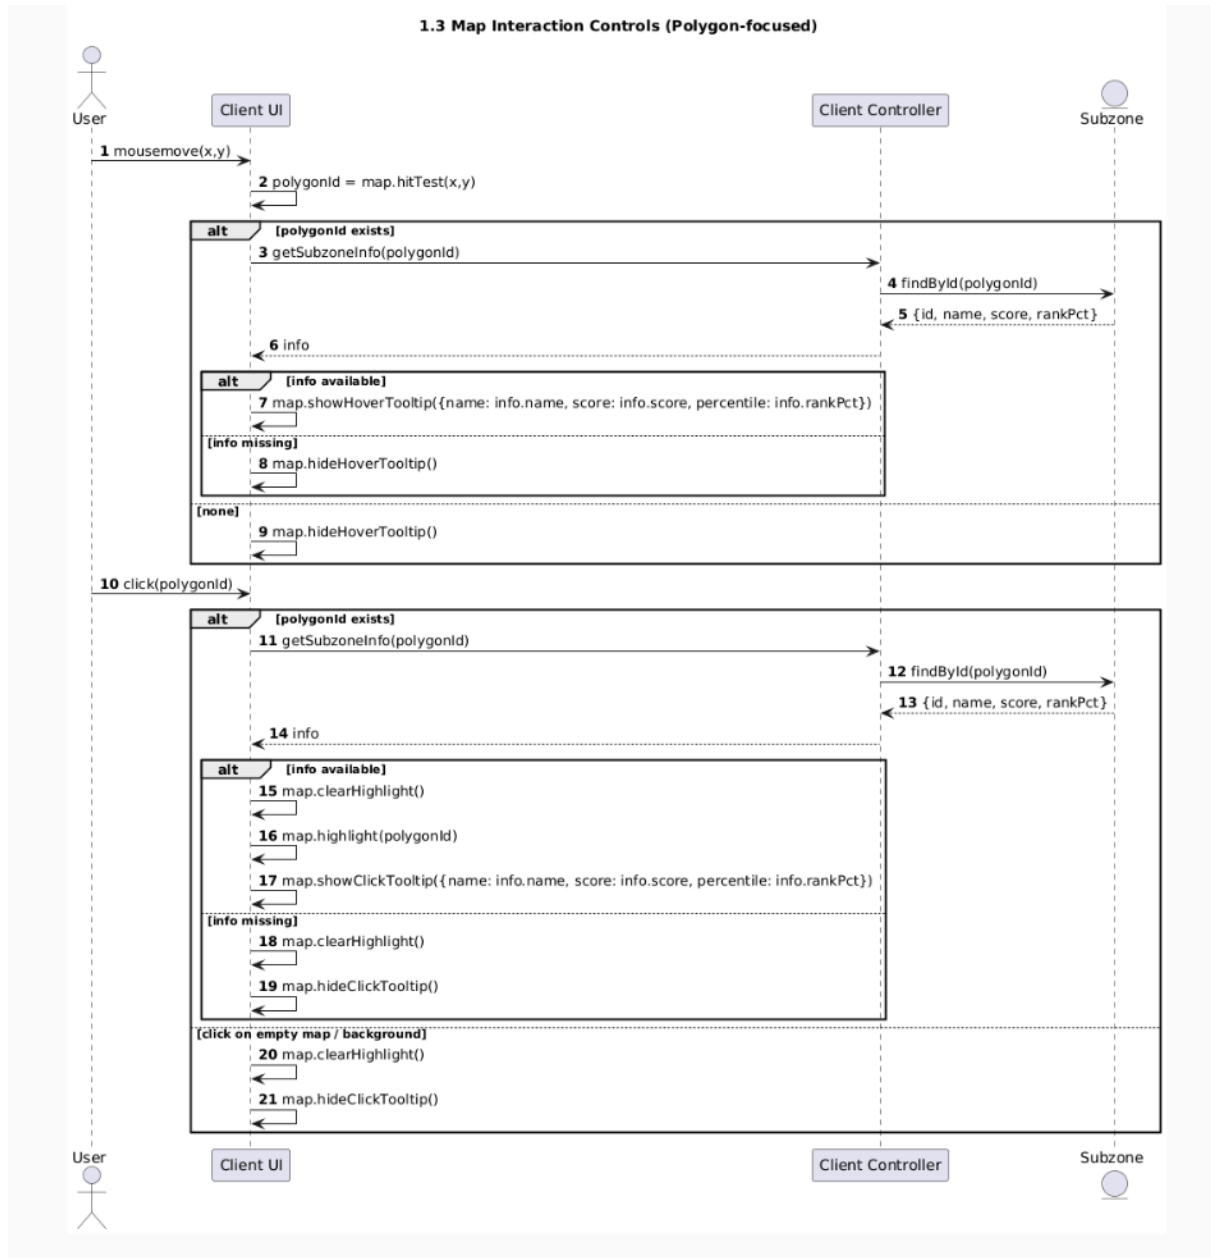 1.3 Map Interaction Controls (Polygon-focused)
User
Client UI
Client Controller
Subzone
1 mousemove(x,y)
2 polygonId = map.hitTest(x,y)
alt [polygonId exists]
3 getSubzoneInfo(polygonId)
4 findById(polygonId)
5 {id, name, score, rankPct}
6 info
alt [info available]
7 map.showHoverTooltip({name: info.name, score: info.score, percentile: info.rankPct})
[info missing]
8 map.hideHoverTooltip()
[none]
9 map.hideHoverTooltip()
10 click(polygonId)
alt [polygonId exists]
11 getSubzoneInfo(polygonId)
12 findById(polygonId)
13 {id, name, score, rankPct}
14 info
alt [info available]
15 map.clearHighlight()
16 map.highlight(polygonId)
17 map.showClickTooltip({name: info.name, score: info.score, percentile: info.rankPct})
[info missing]
18 map.clearHighlight()
19 map.hideClickTooltip()
[click on empty map / background]
20 map.clearHighlight()
21 map.hideClickTooltip()
User
Client UI
Client Controller
Subzone